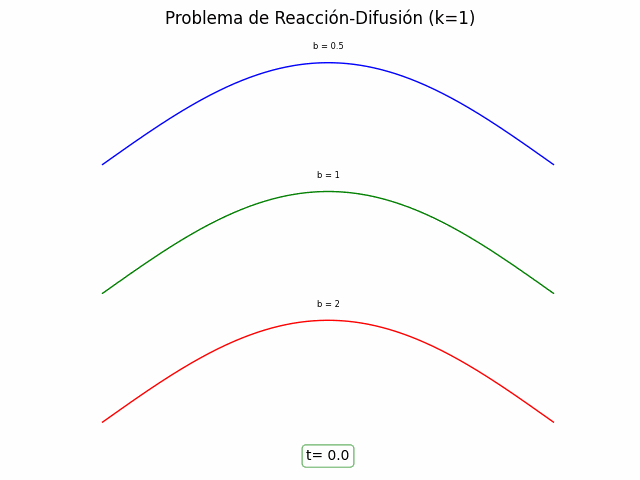 Problema de Reacción-Difusión (k=1)
b = 0.5
b = 1
b = 2
t= 0.0